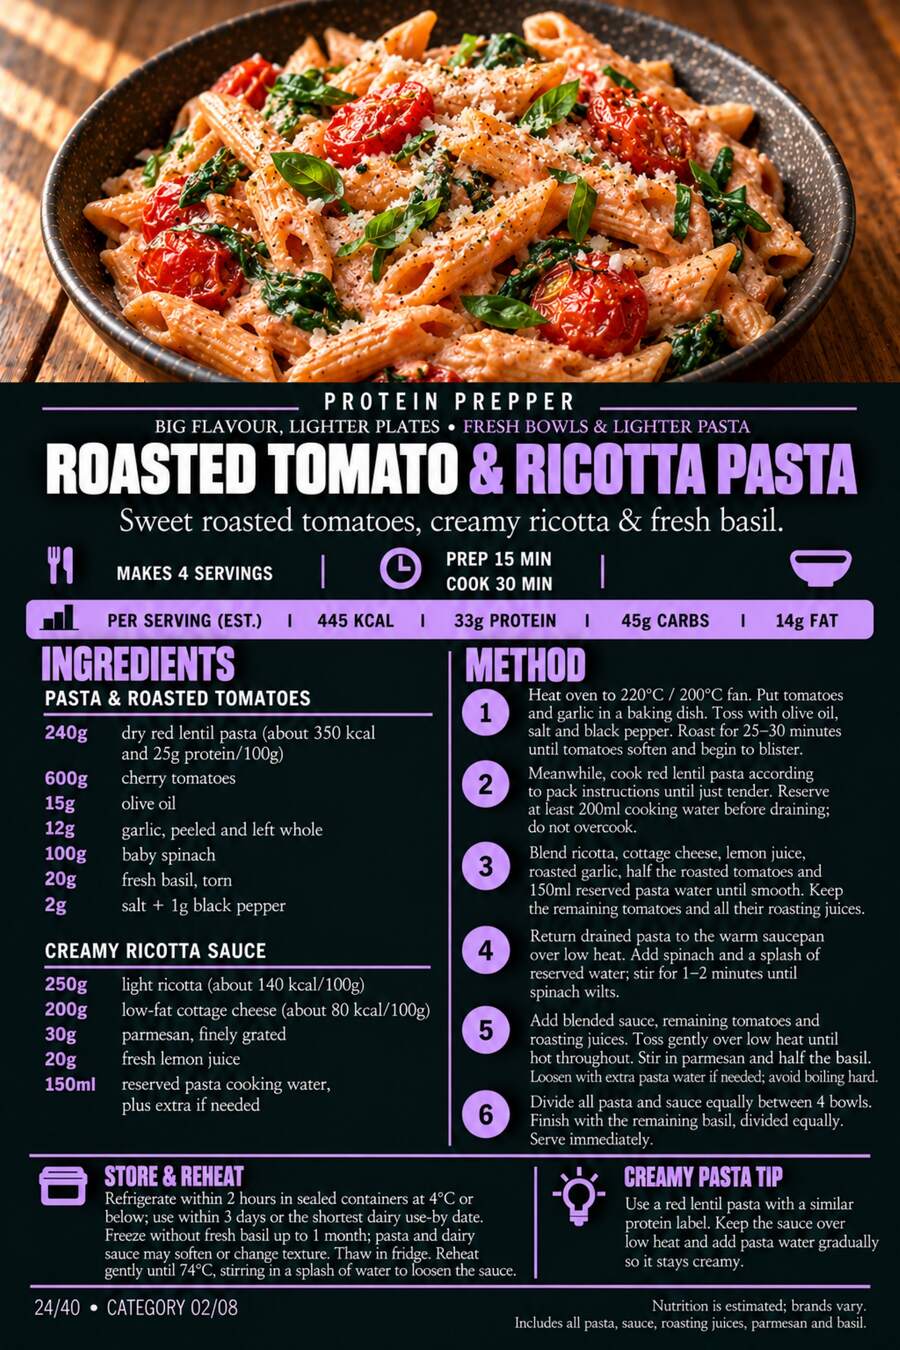 PROTEIN PREPPER
BIG FLAVOUR, LIGHTER PLATES • FRESH BOWLS & LIGHTER PASTA
ROASTED TOMATO & RICOTTA PASTA
Sweet roasted tomatoes, creamy ricotta & fresh basil.
MAKES 4 SERVINGS
PREP 15 MIN
COOK 30 MIN
PER SERVING (EST.) | 445 KCAL | 33g PROTEIN | 45g CARBS | 14g FAT
INGREDIENTS
PASTA & ROASTED TOMATOES
240g dry red lentil pasta (about 350 kcal
and 25g protein/100g)
600g cherry tomatoes
15g olive oil
12g garlic, peeled and left whole
100g baby spinach
20g fresh basil, torn
2g salt + 1g black pepper
CREAMY RICOTTA SAUCE
250g light ricotta (about 140 kcal/100g)
200g low-fat cottage cheese (about 80 kcal/100g)
30g parmesan, finely grated
20g fresh lemon juice
150ml reserved pasta cooking water,
plus extra if needed
METHOD
1 Heat oven to 220°C / 200°C fan. Put tomatoes
and garlic in a baking dish. Toss with olive oil,
salt and black pepper. Roast for 25–30 minutes
until tomatoes soften and begin to blister.
2 Meanwhile, cook red lentil pasta according
to pack instructions until just tender. Reserve
at least 200ml cooking water before draining;
do not overcook.
3 Blend ricotta, cottage cheese, lemon juice,
roasted garlic, half the roasted tomatoes and
150ml reserved pasta water until smooth. Keep
the remaining tomatoes and all their roasting juices.
4 Return drained pasta to the warm saucepan
over low heat. Add spinach and a splash of
reserved water; stir for 1–2 minutes until
spinach wilts.
5 Add blended sauce, remaining tomatoes and
roasting juices. Toss gently over low heat until
hot throughout. Stir in parmesan and half the basil.
Loosen with extra pasta water if needed; avoid boiling hard.
6 Divide all pasta and sauce equally between 4 bowls.
Finish with the remaining basil, divided equally.
Serve immediately.
STORE & REHEAT
Refrigerate within 2 hours in sealed containers at 4°C or
below; use within 3 days or the shortest dairy use-by date.
Freeze without fresh basil up to 1 month; pasta and dairy
sauce may soften or change texture. Thaw in fridge. Reheat
gently until 74°C, stirring in a splash of water to loosen the sauce.
CREAMY PASTA TIP
Use a red lentil pasta with a similar
protein label. Keep the sauce over
low heat and add pasta water gradually
so it stays creamy.
24/40 • CATEGORY 02/08
Nutrition is estimated; brands vary.
Includes all pasta, sauce, roasting juices, parmesan and basil.